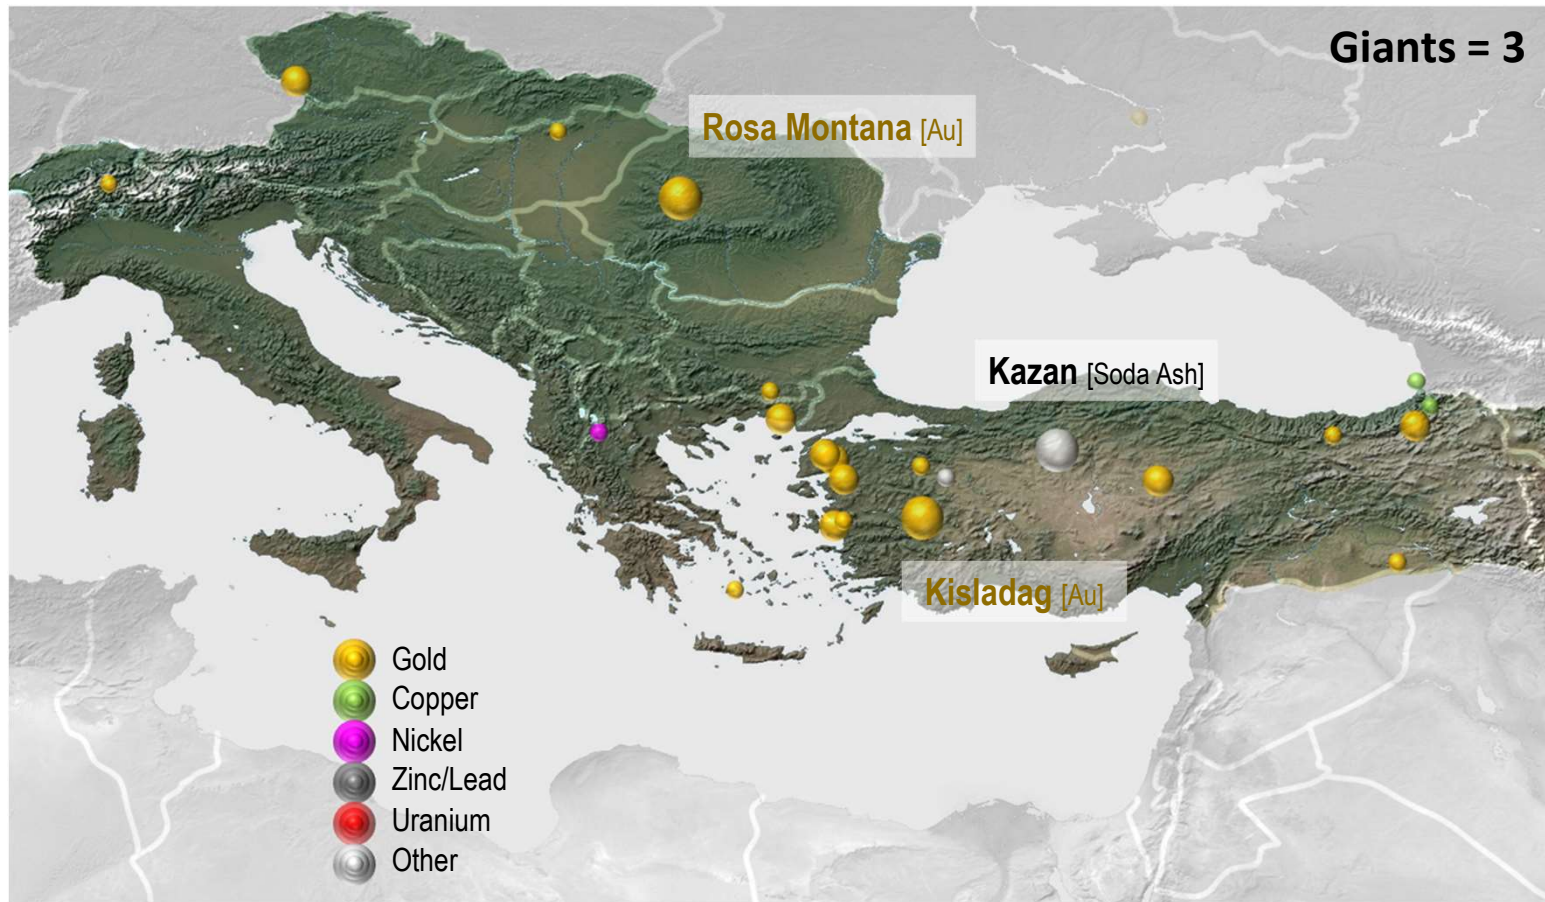 Giants = 3
Rosa Montana [Au]
Kazan [Soda Ash]
Kisladag [Au]
Gold
Copper
Nickel
Zinc/Lead
Uranium
Other